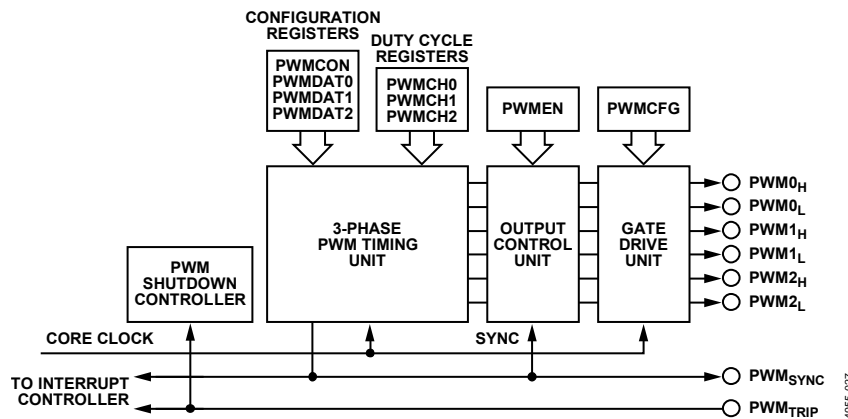 CONFIGURATION
REGISTERS
DUTY CYCLE
REGISTERS
PWMCON
PWMDAT0
PWMDAT1
PWMDAT2
PWMCH0
PWMCH1
PWMCH2
PWMEN
PWMCFG
3-PHASE
PWM TIMING
UNIT
OUTPUT
CONTROL
UNIT
GATE
DRIVE
UNIT
PWM0H
PWM0L
PWM1H
PWM1L
PWM2H
PWM2L
PWM
SHUTDOWN
CONTROLLER
CORE CLOCK
SYNC
TO INTERRUPT
CONTROLLER
PWMSYNC
PWMTRIP